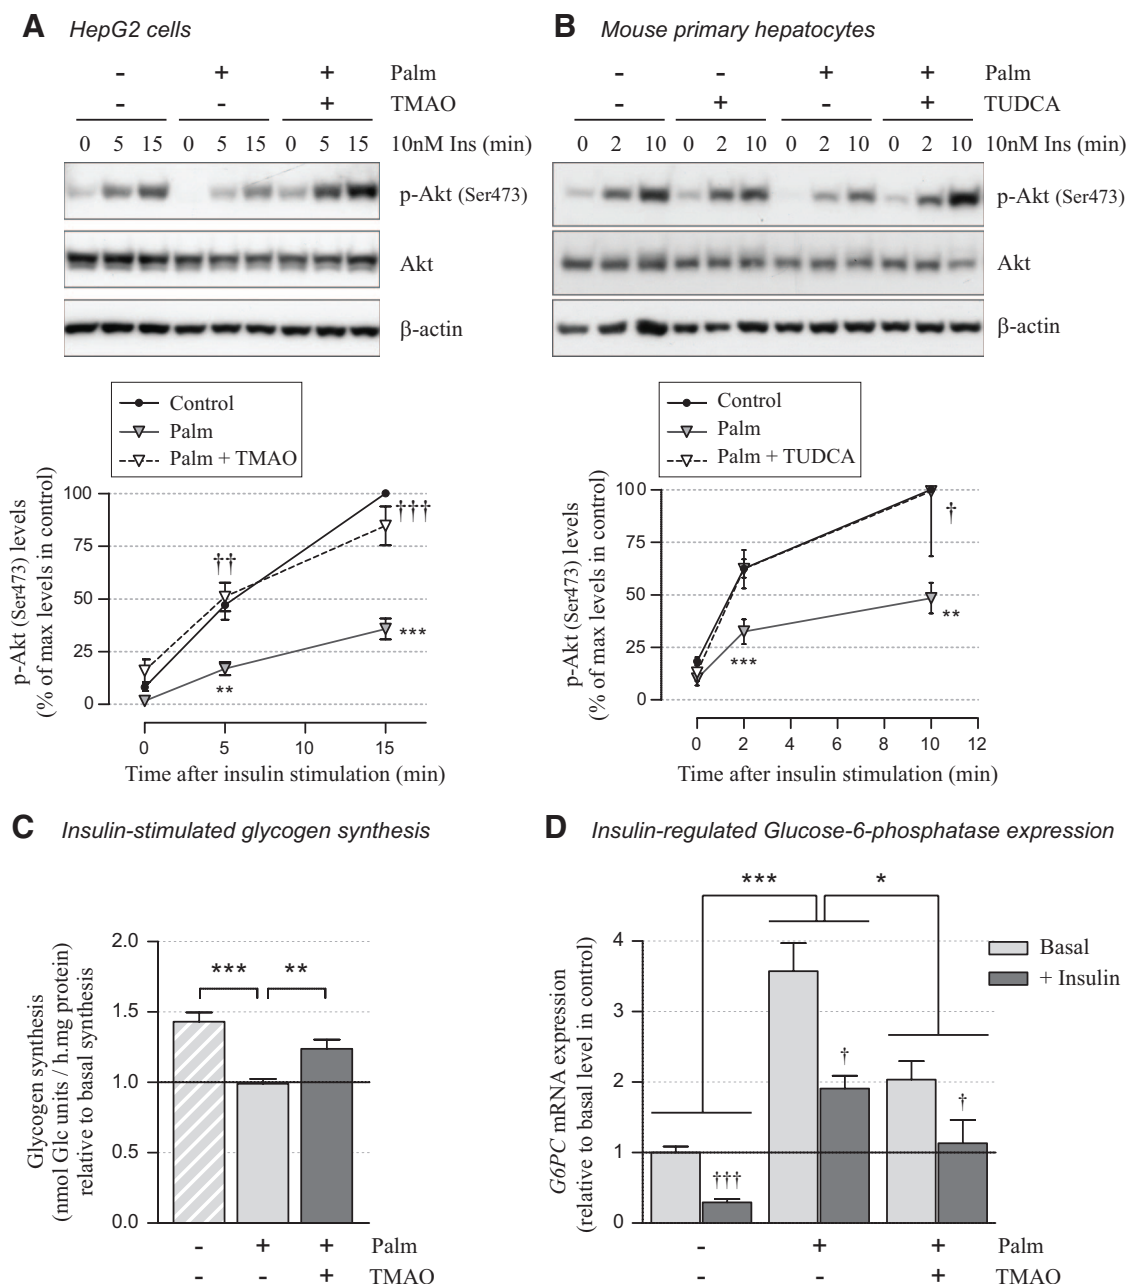 A HepG2 cells
- + + Palm
- - + TMAO
0 5 15 0 5 15 0 5 15 10nM Ins (min)
p-Akt (Ser473)
Akt
β-actin
Control
Palm
Palm + TMAO
p-Akt (Ser473) levels
(% of max levels in control)
100
75
50
25
0
††
†††
***
**
0 5 10 15
Time after insulin stimulation (min)
B Mouse primary hepatocytes
- - + + Palm
- + - + TUDCA
0 2 10 0 2 10 0 2 10 0 2 10 10nM Ins (min)
p-Akt (Ser473)
Akt
β-actin
Control
Palm
Palm + TUDCA
p-Akt (Ser473) levels
(% of max levels in control)
100
75
50
25
0
†
**
***
0 2 4 6 8 10 12
Time after insulin stimulation (min)
C Insulin-stimulated glycogen synthesis
Glycogen synthesis
(nmol Glc units / h.mg protein)
relative to basal synthesis
2.0
1.5
1.0
0.5
0.0
*** **
- + + Palm
- - + TMAO
D Insulin-regulated Glucose-6-phosphatase expression
*** *
G6PC mRNA expression
(relative to basal level in control)
4
3
2
1
0
Basal
+ Insulin
†
†
†††
- + + Palm
- - + TMAO